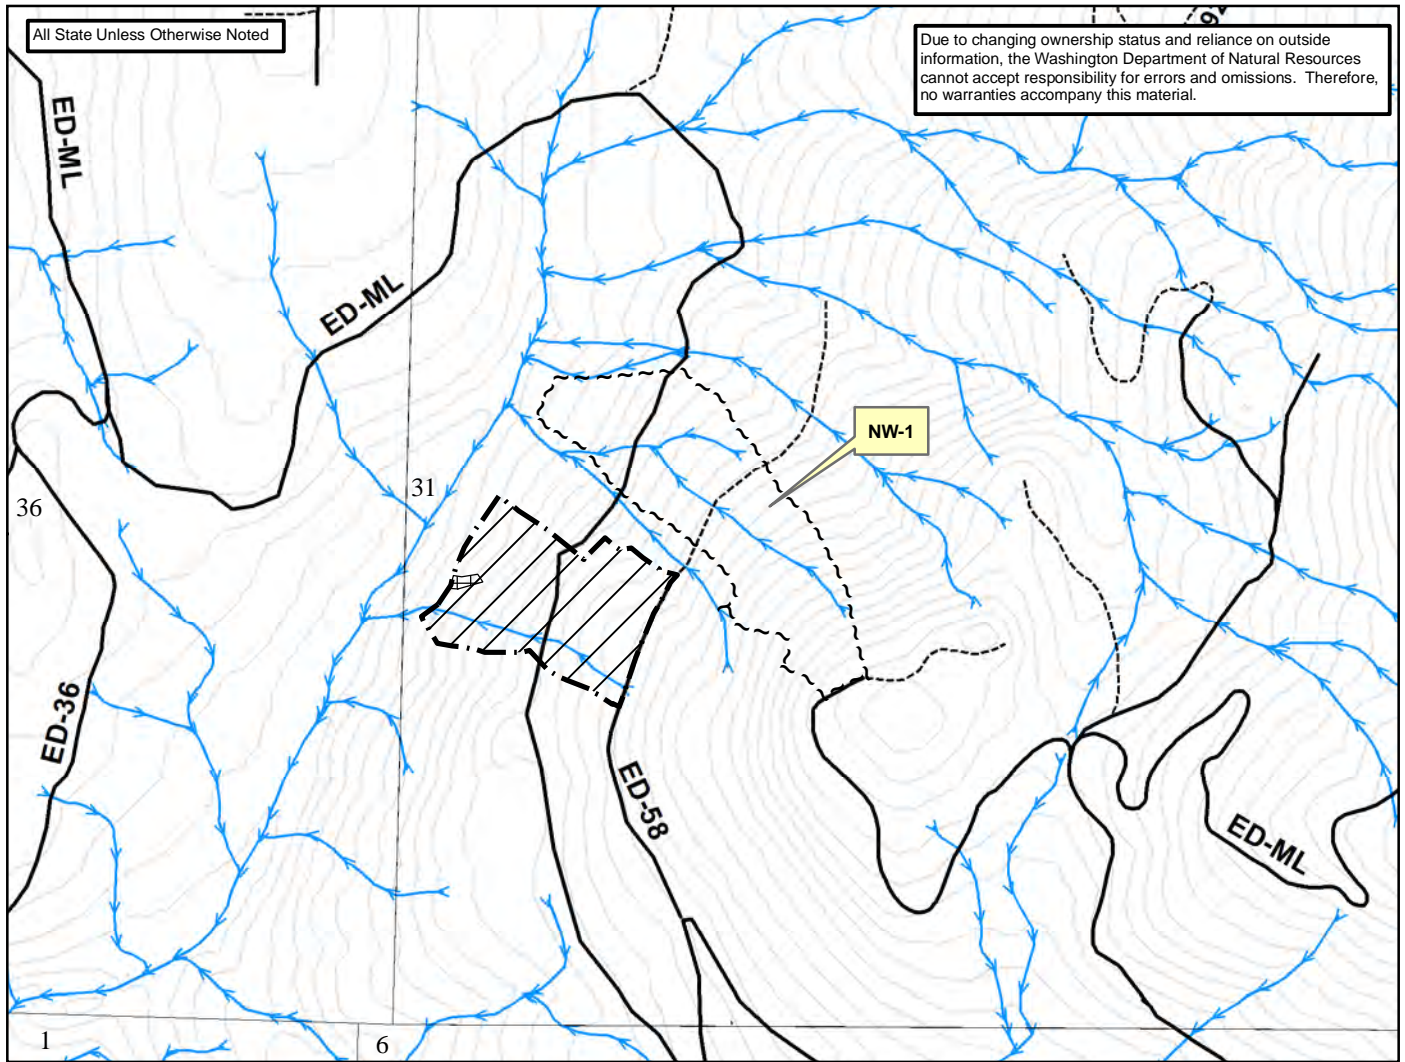 All State Unless Otherwise Noted
Due to changing ownership status and reliance on outside
information, the Washington Department of Natural Resources
cannot accept responsibility for errors and omissions.  Therefore,
no warranties accompany this material.
ED-ML
ED-ML
NW-1
31
36
ED-36
ED-58
ED-ML
1
6